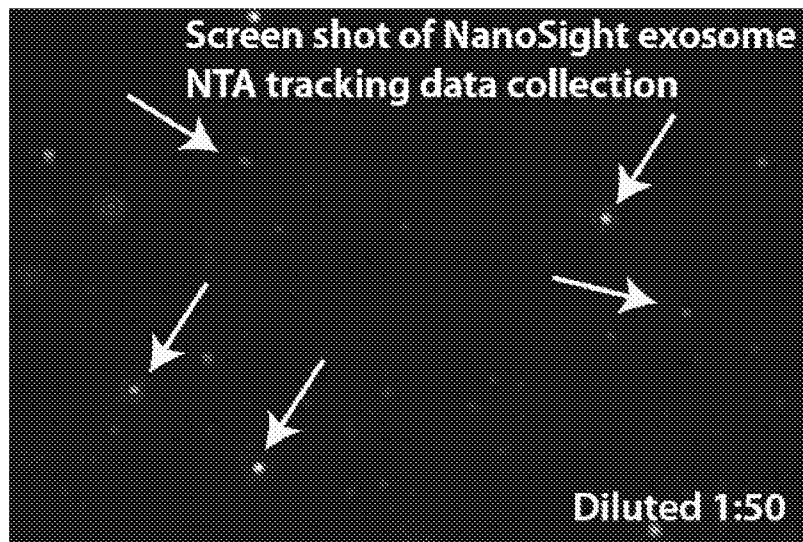 Screen shot of NanoSight exosome
NTA tracking data collection
Diluted 1:50